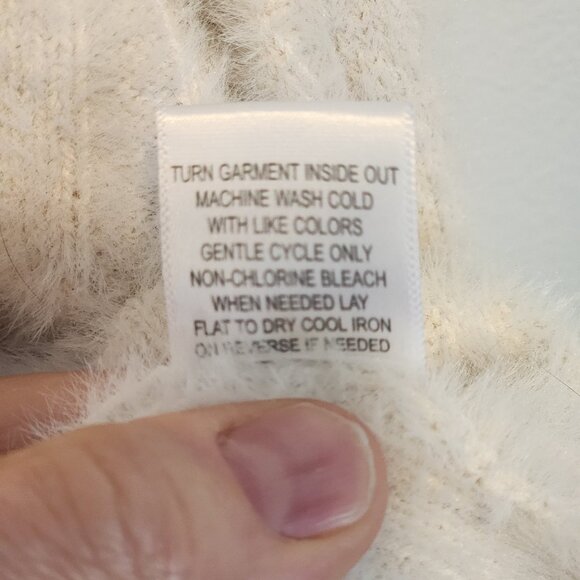 TURN GARMENT INSIDE OUT
MACHINE WASH COLD
WITH LIKE COLORS
GENTLE CYCLE ONLY
NON-CHLORINE BLEACH
WHEN NEEDED LAY
FLAT TO DRY COOL IRON
ON REVERSE IF NEEDED